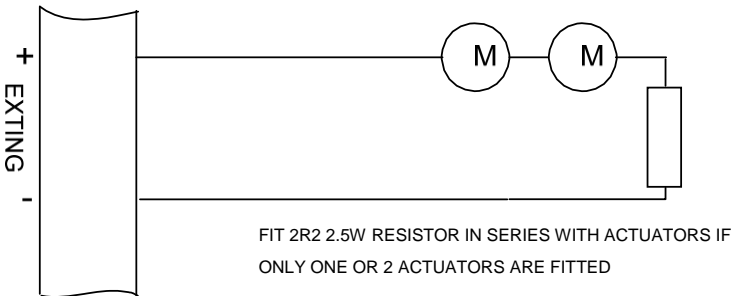 +
EXTING
-
M M
FIT 2R2 2.5W RESISTOR IN SERIES WITH ACTUATORS IF
ONLY ONE OR 2 ACTUATORS ARE FITTED